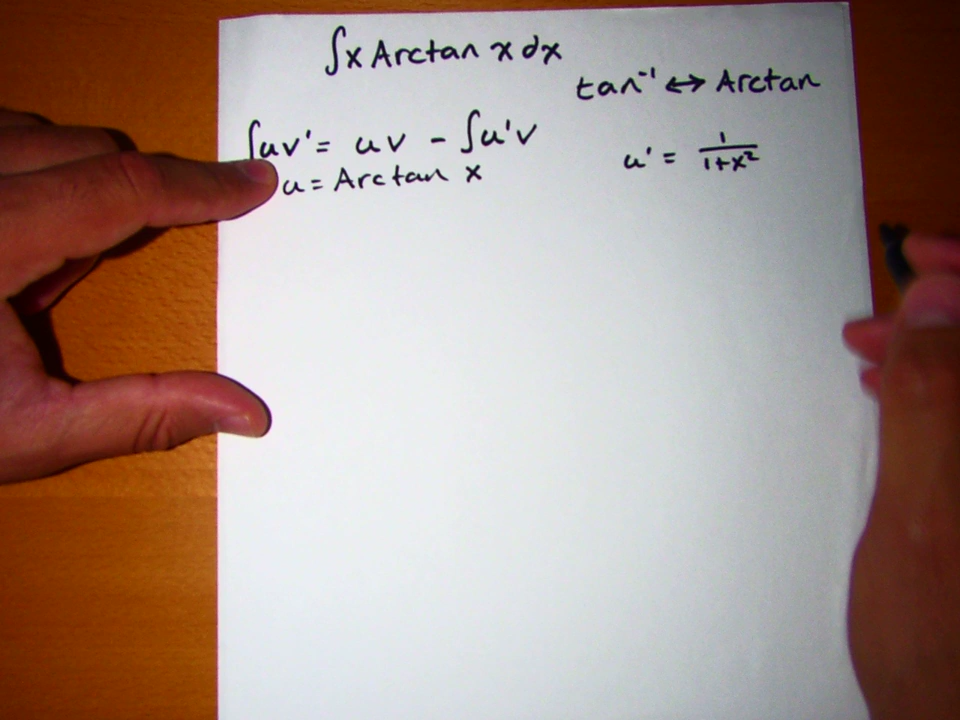 ∫x Arctan x dx
tan⁻¹ ↔ Arctan
∫uv' = uv - ∫u'v
u' = 1/(1+x²)
u = Arctan x